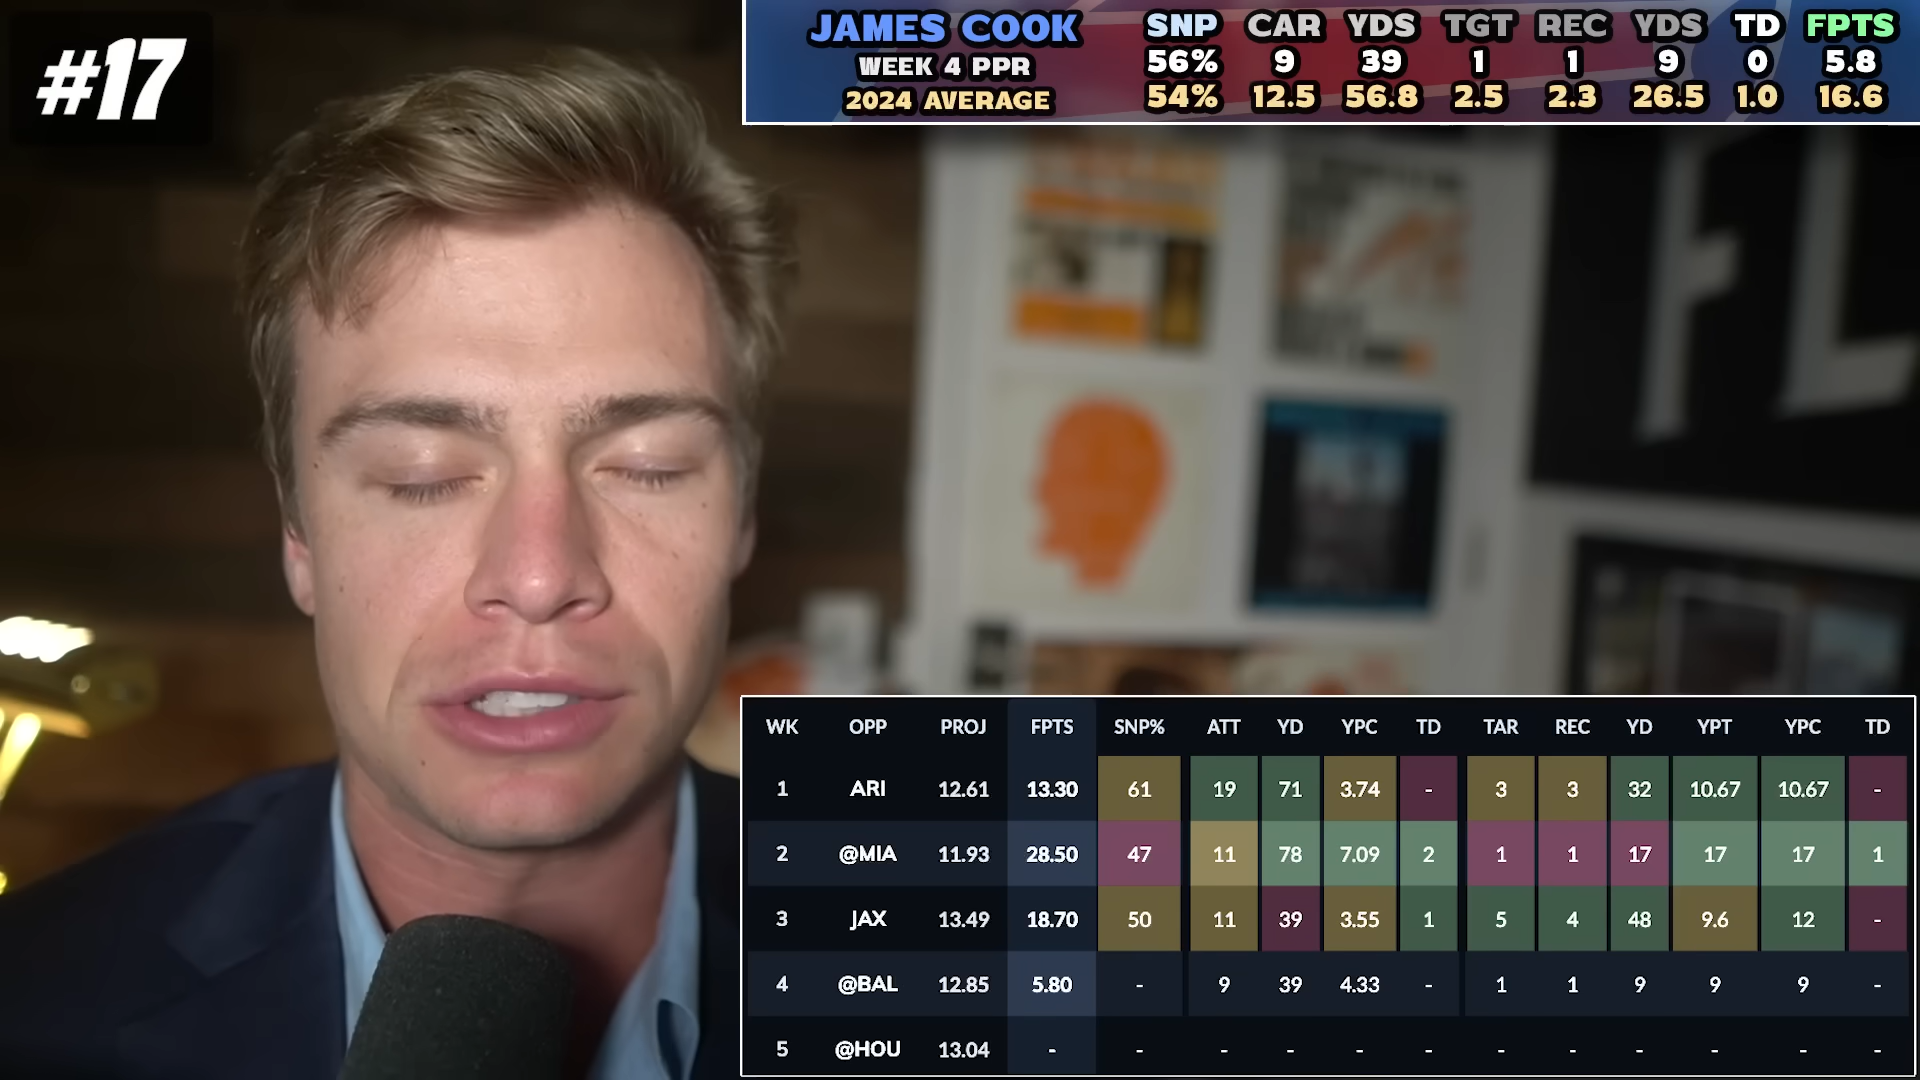 #17
JAMES COOK SNP CAR YDS TGT REC YDS TD FPTS
WEEK 4 PPR 56% 9 39 1 1 9 0 5.8
2024 AVERAGE 54% 12.5 56.8 2.5 2.3 26.5 1.0 16.6
FL
WK OPP PROJ FPTS SNP% ATT YD YPC TD TAR REC YD YPT YPC TD
1 ARI 12.61 13.30 61 19 71 3.74 - 3 3 32 10.67 10.67 -
2 @MIA 11.93 28.50 47 11 78 7.09 2 1 1 17 17 17 1
3 JAX 13.49 18.70 50 11 39 3.55 1 5 4 48 9.6 12 -
4 @BAL 12.85 5.80 - 9 39 4.33 - 1 1 9 9 9 -
5 @HOU 13.04 - - - - - - - - - - - -